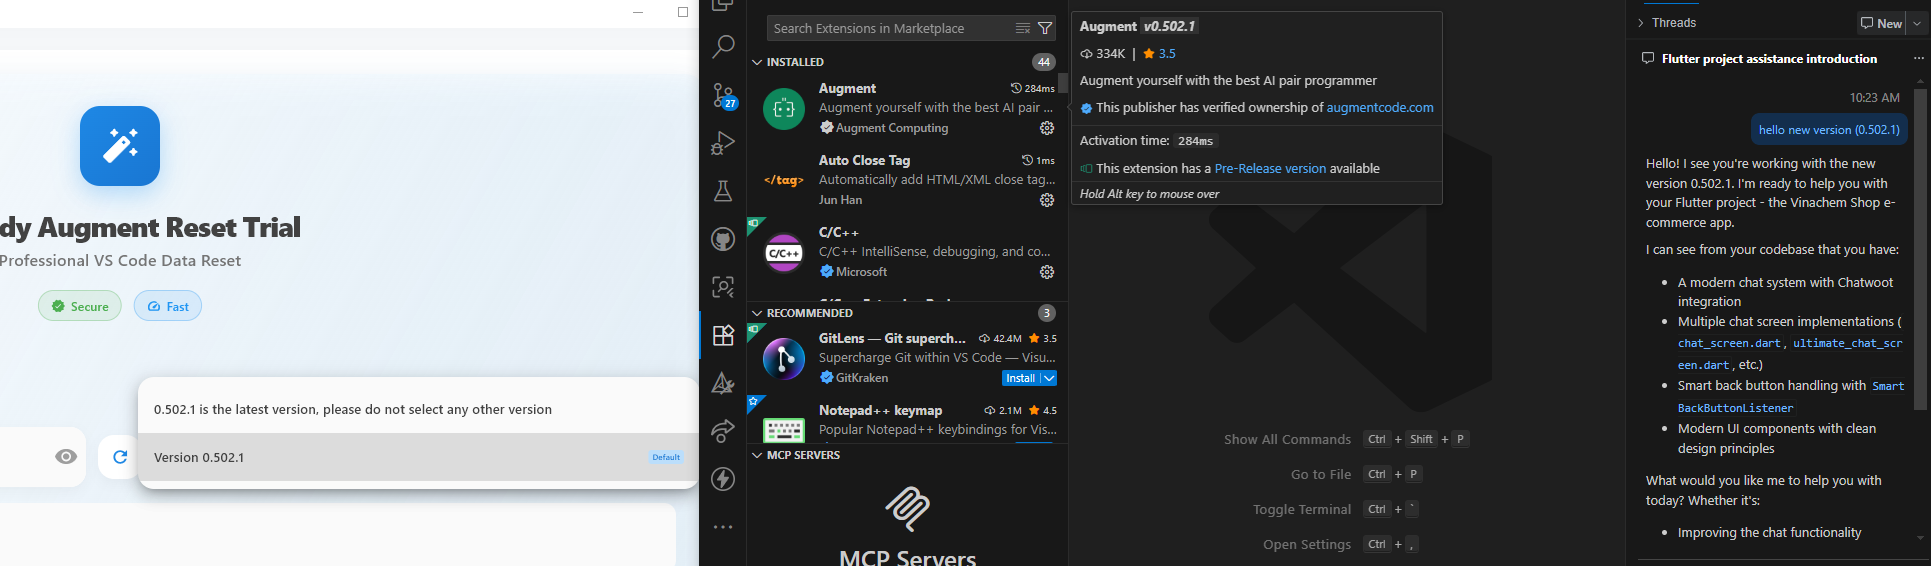 dy Augment Reset Trial
Professional VS Code Data Reset
Secure
Fast
0.502.1 is the latest version, please do not select any other version
Version 0.502.1
Default
27
Search Extensions in Marketplace
INSTALLED
44
Augment
284ms
Augment yourself with the best AI pair ...
Augment Computing
</tag>
Auto Close Tag
1ms
Automatically add HTML/XML close tag...
Jun Han
C/C++
C/C++
C/C++ IntelliSense, debugging, and co...
Microsoft
RECOMMENDED
3
GitLens — Git superch...
42.4M
3.5
Supercharge Git within VS Code — Visu...
GitKraken
Install
Notepad++ keymap
2.1M
4.5
Popular Notepad++ keybindings for Vis...
MCP SERVERS
MCP Servers
Augment v0.502.1
334K | 3.5
Augment yourself with the best AI pair programmer
This publisher has verified ownership of augmentcode.com
Activation time: 284ms
This extension has a Pre-Release version available
Hold Alt key to mouse over
Show All Commands Ctrl + Shift + P
Go to File Ctrl + P
Toggle Terminal Ctrl + `
Open Settings Ctrl + ,
Threads
New
Flutter project assistance introduction
...
10:23 AM
hello new version (0.502.1)
Hello! I see you're working with the new
version 0.502.1. I'm ready to help you with
your Flutter project - the Vinachem Shop e-
commerce app.
I can see from your codebase that you have:
• A modern chat system with Chatwoot
integration
• Multiple chat screen implementations (
chat_screen.dart, ultimate_chat_scr
een.dart, etc.)
• Smart back button handling with Smart
BackButtonListener
• Modern UI components with clean
design principles
What would you like me to help you with
today? Whether it's:
• Improving the chat functionality